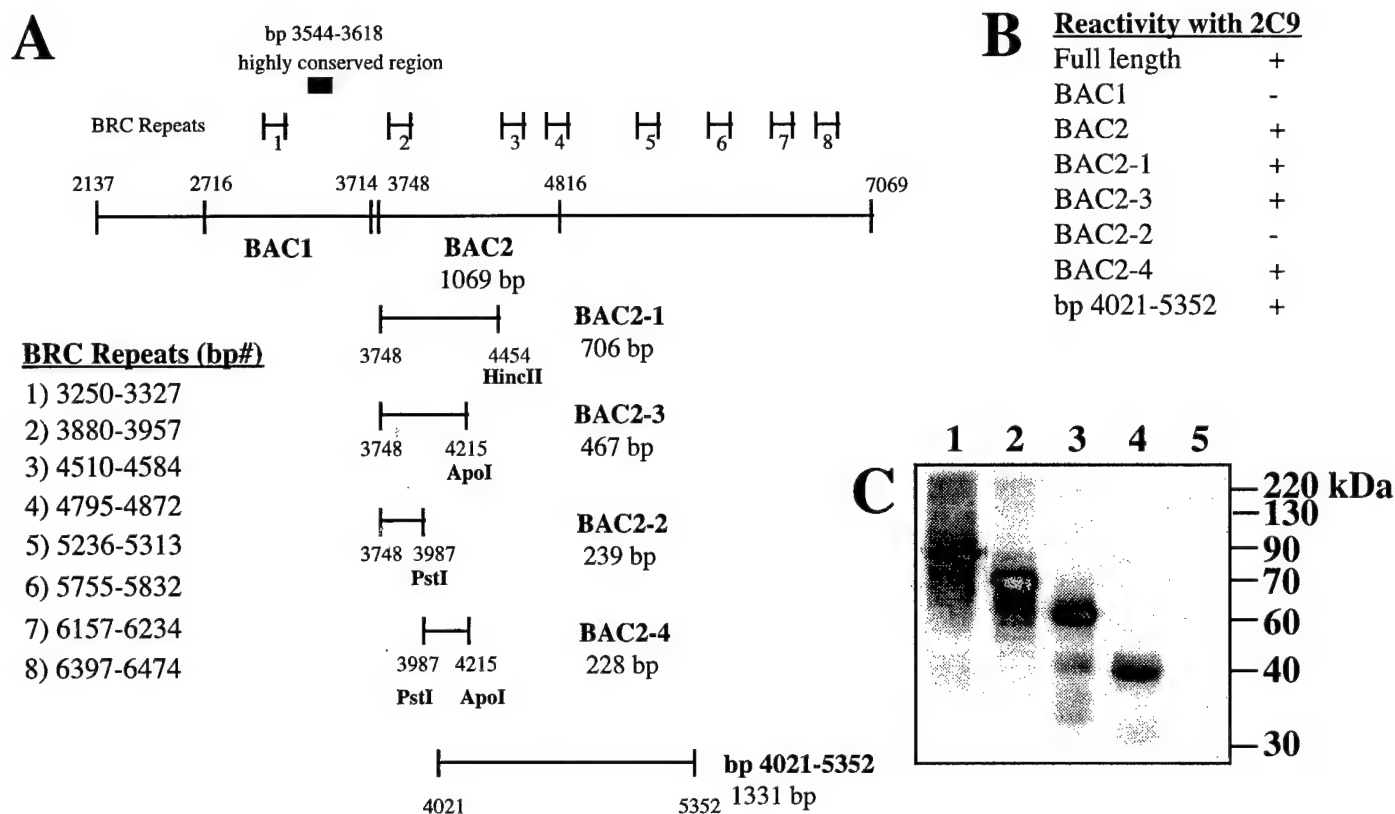 A
bp 3544-3618
highly conserved region
BRC Repeats
1 2 3 4 5 6 7 8
2137 2716 3714 3748 4816 7069
BAC1 BAC2
1069 bp
BAC2-1
706 bp
3748 4454
HincII
BAC2-3
467 bp
3748 4215
ApoI
BAC2-2
239 bp
3748 3987
PstI
BAC2-4
228 bp
3987 4215
PstI ApoI
bp 4021-5352
1331 bp
4021 5352
BRC Repeats (bp#)
1) 3250-3327
2) 3880-3957
3) 4510-4584
4) 4795-4872
5) 5236-5313
6) 5755-5832
7) 6157-6234
8) 6397-6474
B
Reactivity with 2C9
Full length +
BAC1 -
BAC2 +
BAC2-1 +
BAC2-3 +
BAC2-2 -
BAC2-4 +
bp 4021-5352 +
C
1 2 3 4 5
220 kDa
130
90
70
60
40
30